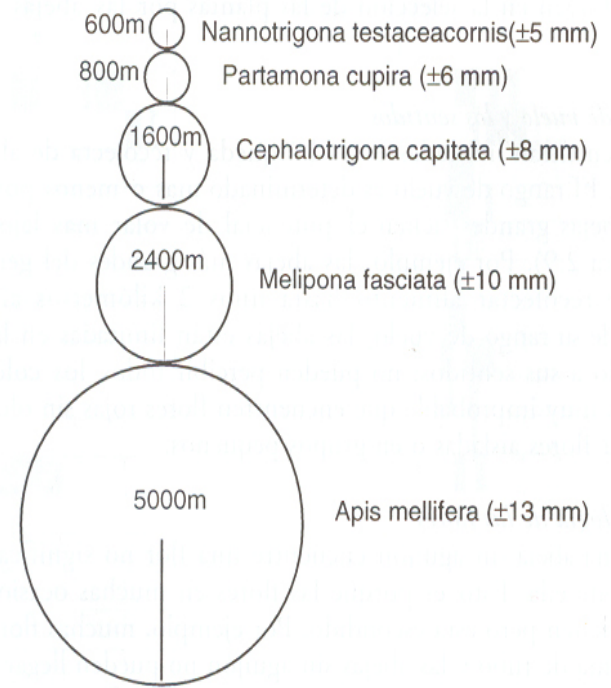 600m Nannotrigona testaceacornis(±5 mm)
800m Partamona cupira (±6 mm)
1600m Cephalotrigona capitata (±8 mm)
2400m Melipona fasciata (±10 mm)
5000m Apis mellifera (±13 mm)